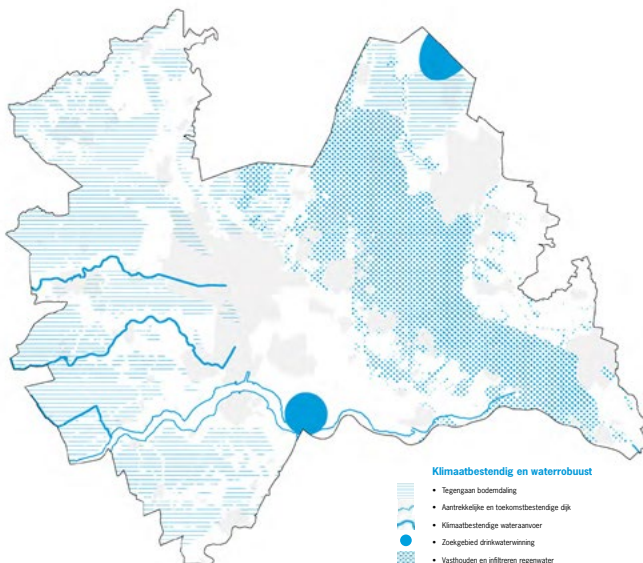 Klimaatbestendig en waterrobuust
• Tegengaan bodemdaling
• Aantrekkelijke en toekomstbestendige dijk
• Klimaatbestendige wateraanvoer
• Zoekgebied drinkwaterwinning
• Vasthouden en infiltreren regenwater